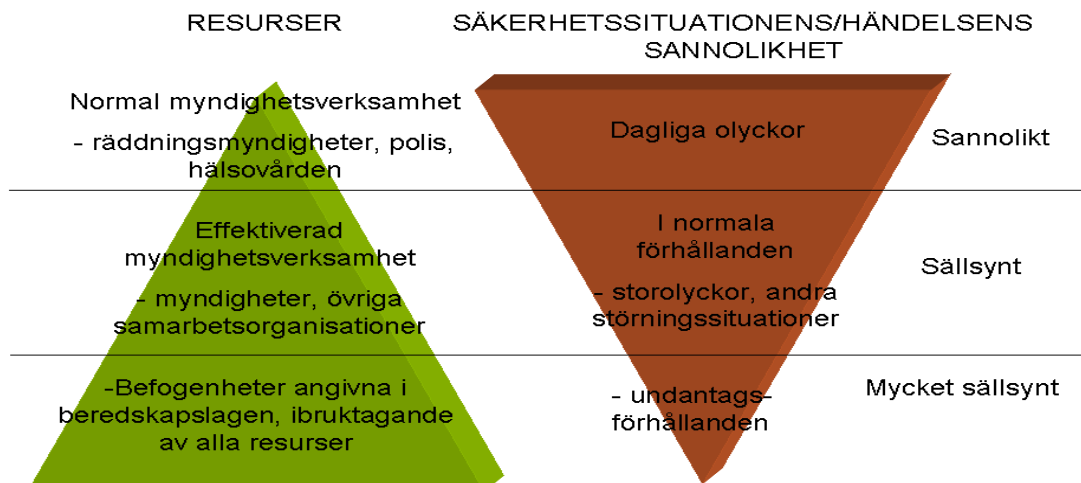 RESURSER
SÄKERHETSSITUATIONENS/HÄNDELSENS
SANNOLIKHET
Normal myndighetsverksamhet
- räddningsmyndigheter, polis,
hälsovården
Dagliga olyckor
Sannolikt
Effektiverad
myndighetsverksamhet
- myndigheter, övriga
samarbetsorganisationer
I normala
förhållanden
- storolyckor, andra
störningssituationer
Sällsynt
-Befogenheter angivna i
beredskapslagen, ibruktagande
av alla resurser
- undantags-
förhållanden
Mycket sällsynt